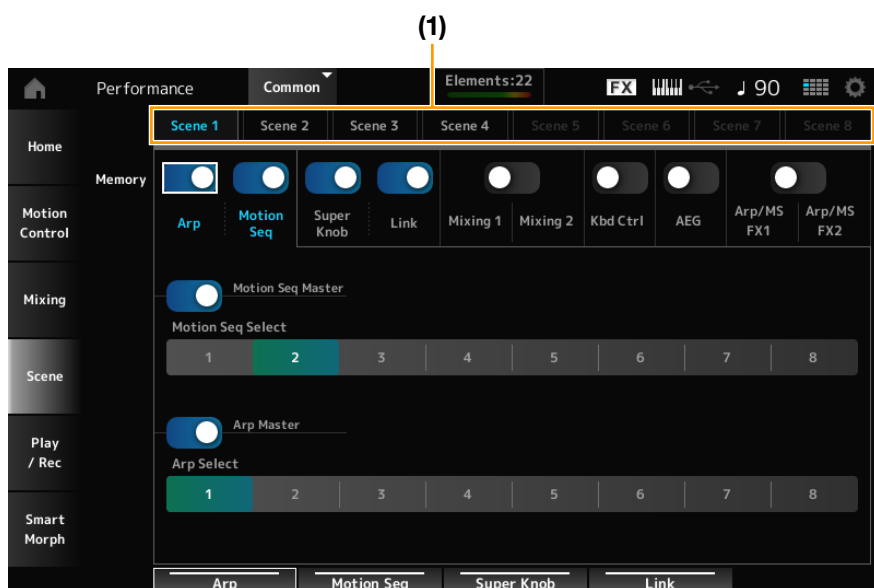 (1)
Performance Common Elements:22 FX 90
Scene 1 Scene 2 Scene 3 Scene 4 Scene 5 Scene 6 Scene 7 Scene 8
Home
Memory
Arp Motion Seq Super Knob Link Mixing 1 Mixing 2 Kbd Ctrl AEG Arp/MS FX1 Arp/MS FX2
Motion
Control
Motion Seq Master
Mixing
Motion Seq Select
1 2 3 4 5 6 7 8
Scene
Arp Master
Play
/ Rec
Arp Select
1 2 3 4 5 6 7 8
Smart
Morph
Arp Motion Seq Super Knob Link